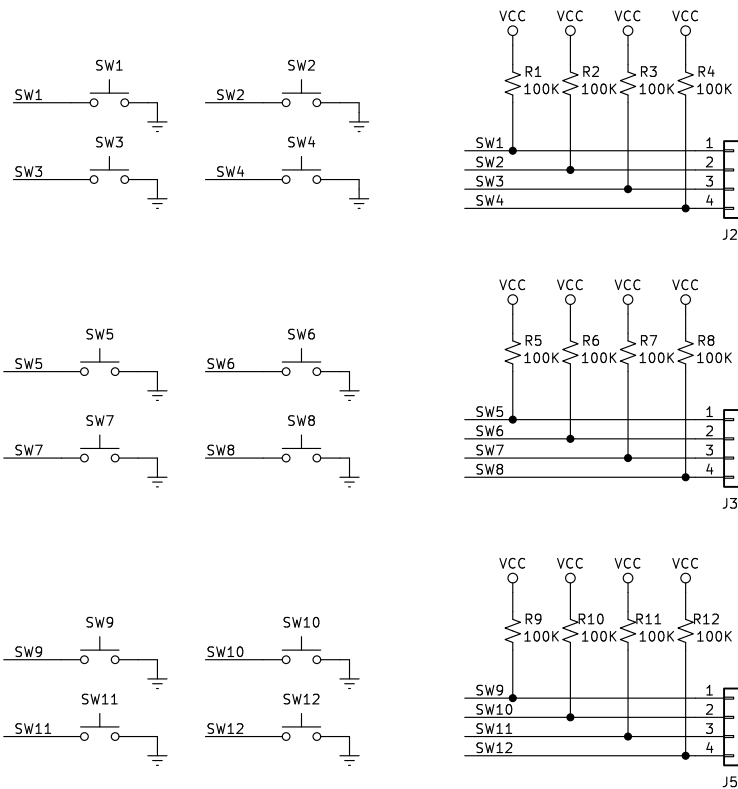 VCC VCC VCC VCC
SW1 SW2
R1 R2 R3 R4
100K 100K 100K 100K
SW1 SW2
SW3 SW4
SW1 1
SW2 2
SW3 SW4
SW3 3
SW4 4
J2
VCC VCC VCC VCC
SW5 SW6
R5 R6 R7 R8
100K 100K 100K 100K
SW5 SW6
SW7 SW8
SW5 1
SW6 2
SW7 SW8
SW7 3
SW8 4
J3
VCC VCC VCC VCC
SW9 SW10
R9 R10 R11 R12
100K 100K 100K 100K
SW9 SW10
SW11 SW12
SW9 1
SW10 2
SW11 SW12
SW11 3
SW12 4
J5